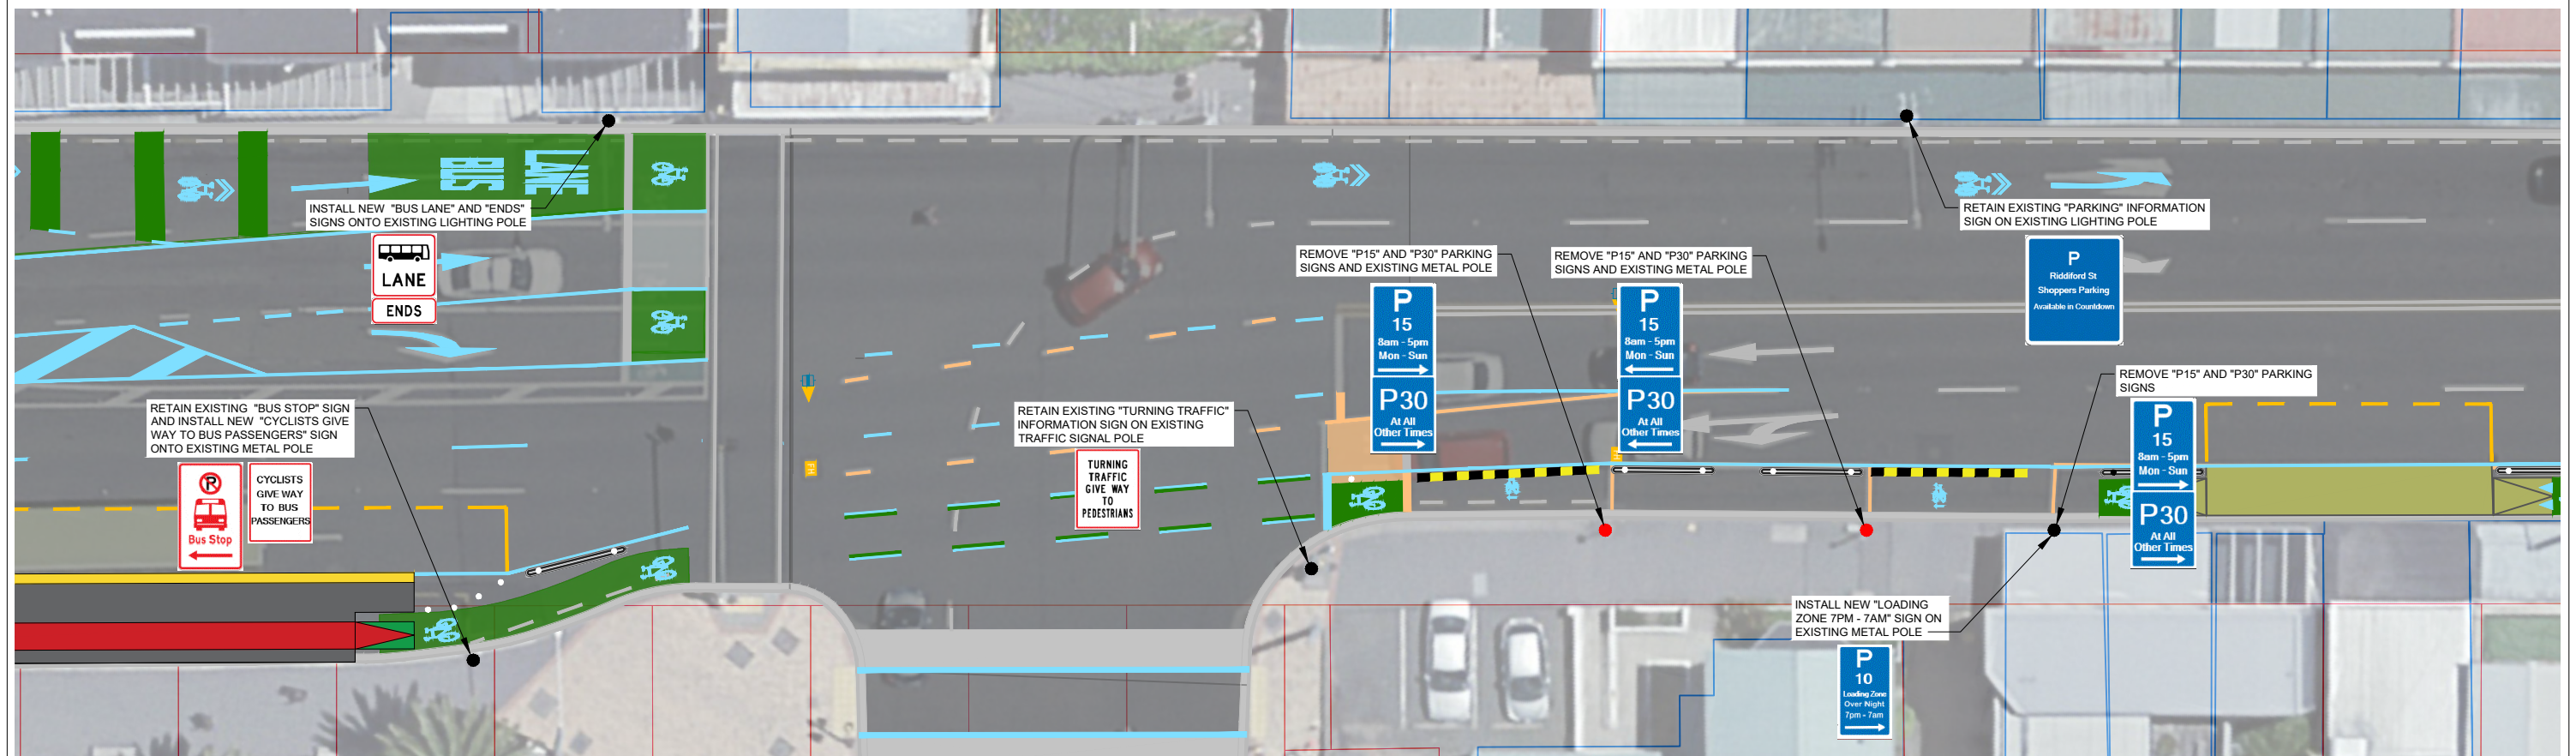 BUS
LANE
INSTALL NEW "BUS LANE" AND "ENDS"
SIGNS ONTO EXISTING LIGHTING POLE
LANE
ENDS
RETAIN EXISTING "BUS STOP" SIGN
AND INSTALL NEW "CYCLISTS GIVE
WAY TO BUS PASSENGERS" SIGN
ONTO EXISTING METAL POLE
P
Bus Stop
CYCLISTS
GIVE WAY
TO BUS
PASSENGERS
FH
RETAIN EXISTING "TURNING TRAFFIC"
INFORMATION SIGN ON EXISTING
TRAFFIC SIGNAL POLE
TURNING
TRAFFIC
GIVE WAY
TO
PEDESTRIANS
REMOVE "P15" AND "P30" PARKING
SIGNS AND EXISTING METAL POLE
P
15
8am - 5pm
Mon - Sun
P30
At All
Other Times
REMOVE "P15" AND "P30" PARKING
SIGNS AND EXISTING METAL POLE
P
15
8am - 5pm
Mon - Sun
P30
At All
Other Times
FH
RETAIN EXISTING "PARKING" INFORMATION
SIGN ON EXISTING LIGHTING POLE
P
Riddiford St
Shoppers Parking
Available in Countdown
REMOVE "P15" AND "P30" PARKING
SIGNS
P
15
8am - 5pm
Mon - Sun
P30
At All
Other Times
INSTALL NEW "LOADING
ZONE 7PM - 7AM" SIGN ON
EXISTING METAL POLE
P
10
Loading Zone
Over Night
7pm - 7am